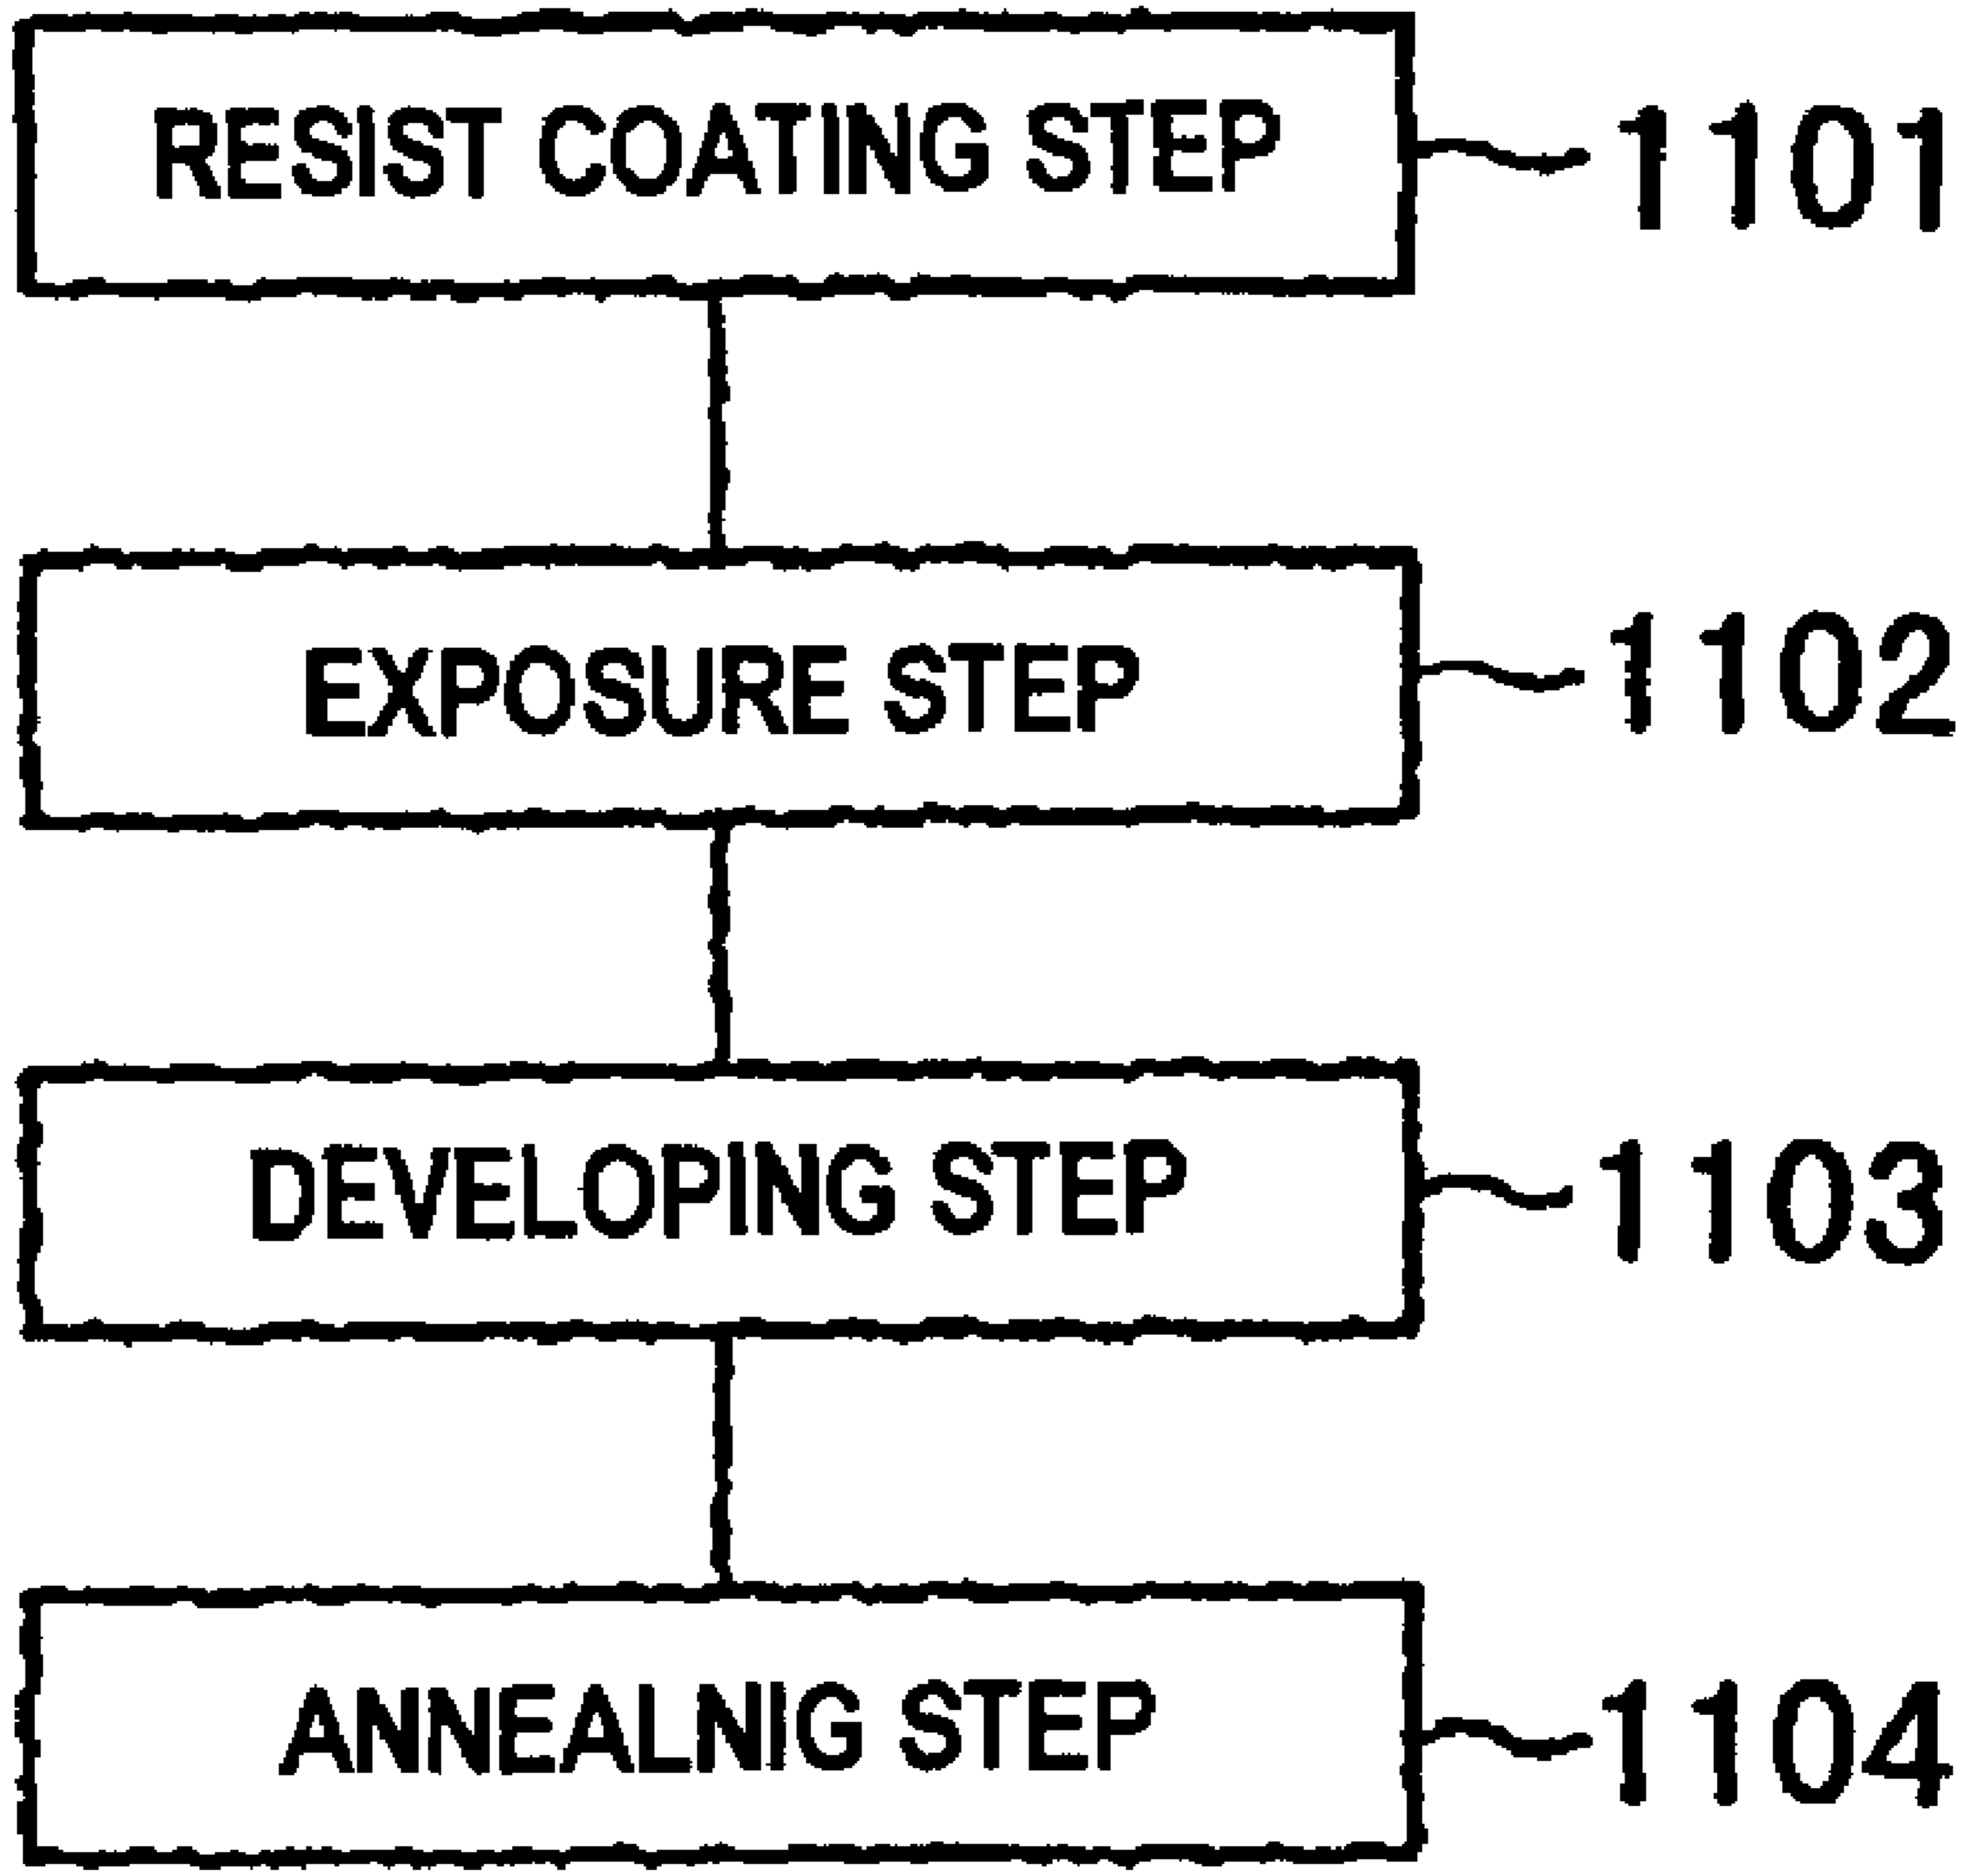 RESIST COATING STEP 1101
EXPOSURE STEP 1102
DEVELOPING STEP 1103
ANNEALNIG STEP 1104